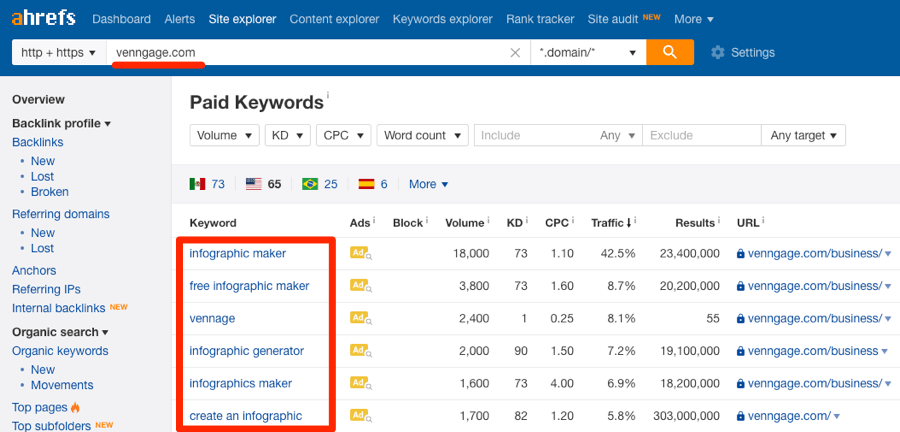 ahrefs Dashboard Alerts Site explorer Content explorer Keywords explorer Rank tracker Site audit NEW More
http + https venngage.com *.domain/* Settings
Overview
Backlink profile
Backlinks
New
Lost
Broken
Referring domains
New
Lost
Anchors
Referring IPs
Internal backlinks NEW
Organic search
Organic keywords
New
Movements
Top pages
Top subfolders NEW
Paid Keywords i
Volume KD CPC Word count Include Any Exclude Any target
73 65 25 6 More
Keyword Ads i Block i Volume i KD i CPC i Traffic i Results i URL i
infographic maker Ad 18,000 73 1.10 42.5% 23,400,000 venngage.com/business/
free infographic maker Ad 3,800 73 1.60 8.7% 20,200,000 venngage.com/business/
vennage Ad 2,400 1 0.25 8.1% 55 venngage.com/business/
infographic generator Ad 2,000 90 1.50 7.2% 19,100,000 venngage.com/business
infographics maker Ad 1,600 73 4.00 6.9% 18,200,000 venngage.com/business/
create an infographic Ad 1,700 82 1.20 5.8% 303,000,000 venngage.com/